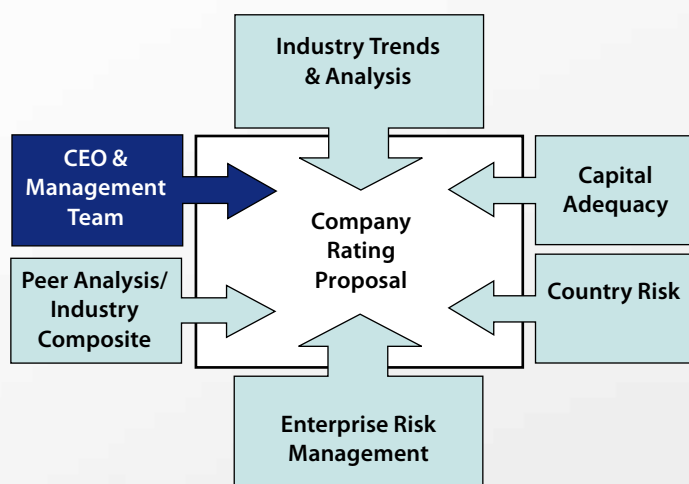 Industry Trends
& Analysis
CEO &
Management
Team
Capital
Adequacy
Company
Rating
Proposal
Peer Analysis/
Industry
Composite
Country Risk
Enterprise Risk
Management